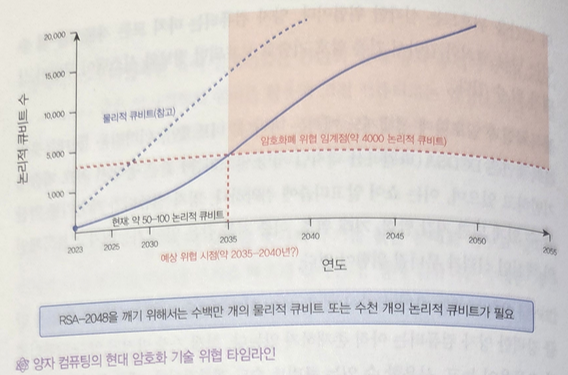 논리적 큐비트 수
20,000
15,000
10,000
5,000
1,000
물리적 큐비트(참고)
암호화폐 위협 임계점(약 4000 논리적 큐비트)
현재: 약 50-100 논리적 큐비트
2023
2025
2030
2035
2040
2045
2050
2055
예상 위협 시점(약 2035-2040년?)
연도
RSA-2048을 깨기 위해서는 수백만 개의 물리적 큐비트 또는 수천 개의 논리적 큐비트가 필요
양자 컴퓨팅의 현대 암호화 기술 위협 타임라인